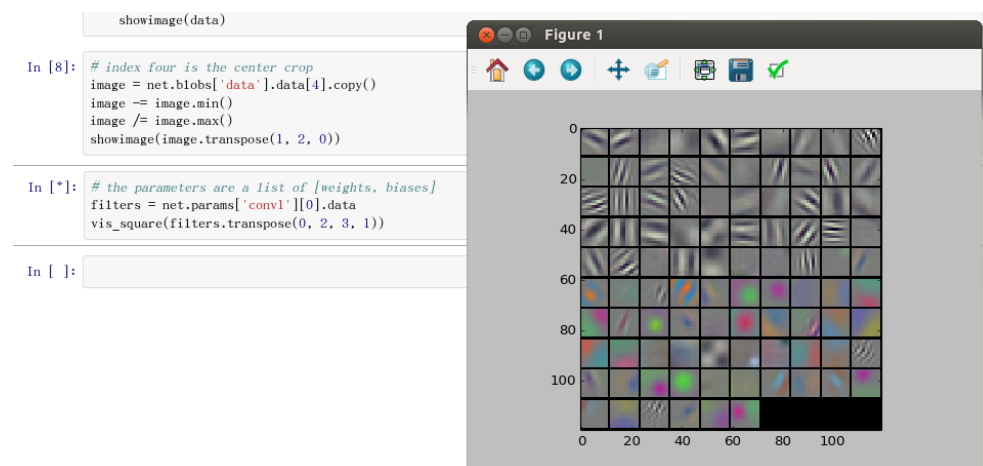 showimage(data)
In [8]: # index four is the center crop
image = net.blobs['data'].data[4].copy()
image -= image.min()
image /= image.max()
showimage(image.transpose(1, 2, 0))
In [*]: # the parameters are a list of [weights, biases]
filters = net.params['conv1'][0].data
vis_square(filters.transpose(0, 2, 3, 1))
In [ ]:
Figure 1
0
20
40
60
80
100
0 20 40 60 80 100